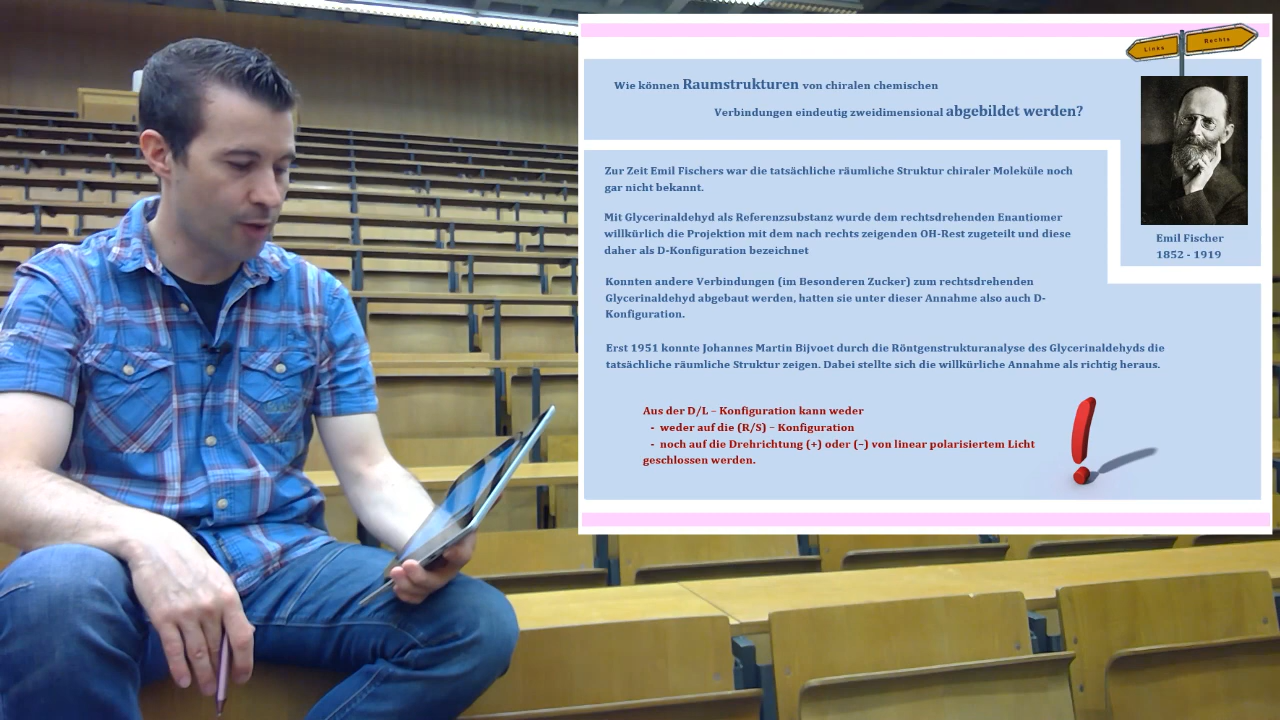 Links
Rechts
Wie können Raumstrukturen von chiralen chemischen
Verbindungen eindeutig zweidimensional abgebildet werden?
Emil Fischer
1852 - 1919
Zur Zeit Emil Fischers war die tatsächliche räumliche Struktur chiraler Moleküle noch
gar nicht bekannt.
Mit Glycerinaldehyd als Referenzsubstanz wurde dem rechtsdrehenden Enantiomer
willkürlich die Projektion mit dem nach rechts zeigenden OH-Rest zugeteilt und diese
daher als D-Konfiguration bezeichnet
Konnten andere Verbindungen (im Besonderen Zucker) zum rechtsdrehenden
Glycerinaldehyd abgebaut werden, hatten sie unter dieser Annahme also auch D-
Konfiguration.
Erst 1951 konnte Johannes Martin Bijvoet durch die Röntgenstrukturanalyse des Glycerinaldehyds die
tatsächliche räumliche Struktur zeigen. Dabei stellte sich die willkürliche Annahme als richtig heraus.
Aus der D/L – Konfiguration kann weder
- weder auf die (R/S) – Konfiguration
- noch auf die Drehrichtung (+) oder (−) von linear polarisiertem Licht
geschlossen werden.
!